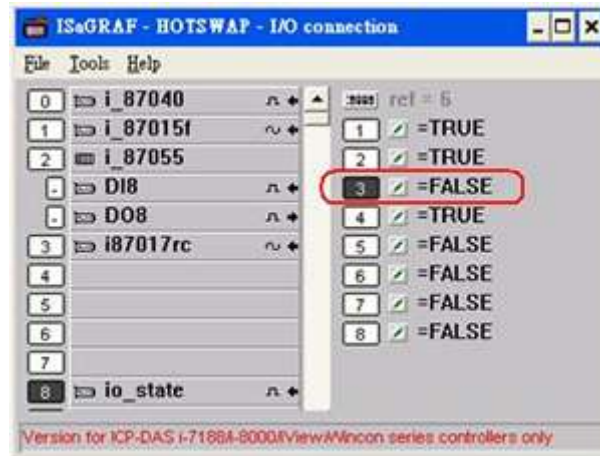 ISaGRAF - HOTSWAP - I/O connection
File Tools Help
0 i_87040
1 i_87015f
2 i_87055
. DI8
. DO8
3 i87017rc
4
5
6
7
8 io_state
ref = 6
1 =TRUE
2 =TRUE
3 =FALSE
4 =TRUE
5 =FALSE
6 =FALSE
7 =FALSE
8 =FALSE
Version for ICP-DAS i-7188/i-8000/iView/Wincon series controllers only